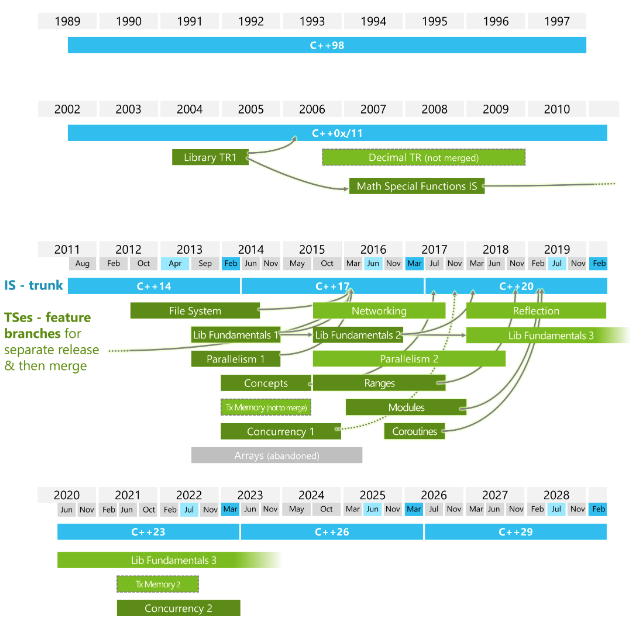 1989 1990 1991 1992 1993 1994 1995 1996 1997
C++98
2002 2003 2004 2005 2006 2007 2008 2009 2010
C++0x/11
Library TR1 Decimal TR (not merged)
Math Special Functions IS
2011 2012 2013 2014 2015 2016 2017 2018 2019
Aug Feb Oct Apr Sep Feb Jun Nov May Oct Mar Jun Nov Mar Jul Nov Mar Jun Nov Feb Jul Nov Feb
IS - trunk C++14 C++17 C++20
TSes - feature
branches for
separate release
& then merge
File System Networking Reflection
Lib Fundamentals 1 Lib Fundamentals 2 Lib Fundamentals 3
Parallelism 1 Parallelism 2
Concepts Ranges
Tx Memory (not to merge) Modules
Concurrency 1 Coroutines
Arrays (abandoned)
2020 2021 2022 2023 2024 2025 2026 2027 2028
Jun Nov Feb Jun Oct Feb Jul Nov Mar Jun Nov May Oct Mar Jun Nov Mar Jun Nov Mar Jun Nov Feb Jul Nov Feb
C++23 C++26 C++29
Lib Fundamentals 3
Tx Memory 2
Concurrency 2